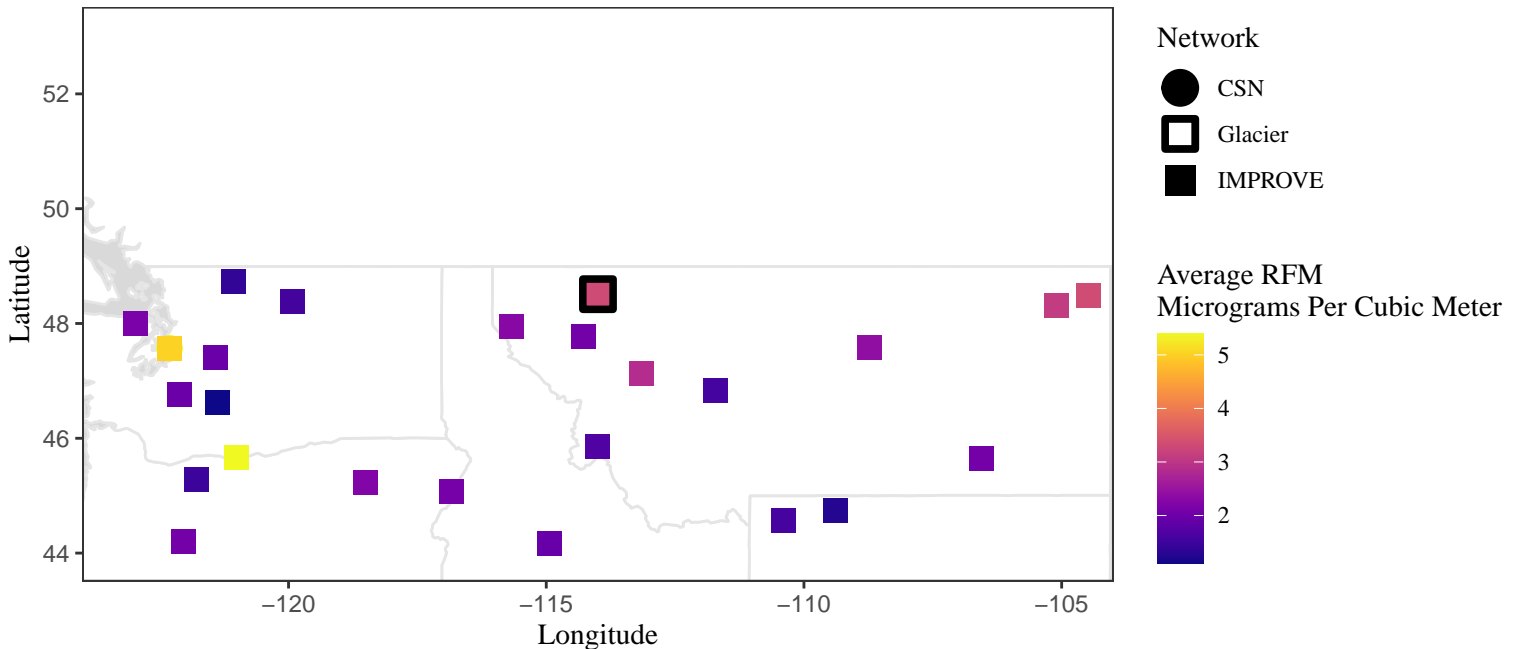 52
50
48
46
44
Latitude
−120
−115
−110
−105
Longitude
Network
CSN
Glacier
IMPROVE
Average RFM
Micrograms Per Cubic Meter
5
4
3
2